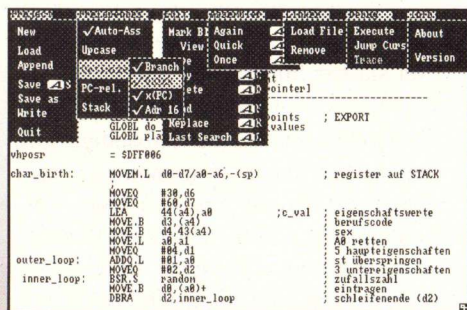 New
Load
Append
Save S
Save as
Write
Quit
✓Auto-Ass
Upcase
PC-rel.
Stack
✓Branch
✓x(PC)
✓Adr 16
Mark
View
Replace
Last Search
Again
Quick
Once
Load File
Remove
Execute
Jump Curs
Trace
About
Version
pointer]
; EXPORT
GLOBL
GLOBL
vhposr = $DFF006
char_birth: MOVEM.L d0-d7/a0-a6,-(sp) ; register auf STACK
;
MOVEQ #30,d6
MOVEQ #60,d7
LEA 44(a4),a0 ;c_val ; eigenschaftswerte
MOVE.B d3,(a4) ; berufscode
MOVE.B d4,43(a4) ; sex
MOVE.L a0,a1 ; A0 retten
MOVEQ #04,d1 ; 5 haupteigenschaften
outer_loop: ADDQ.L #01,a0 ; st überspringen
MOVEQ #02,d2 ; 3 untereigenschaften
inner_loop: BSR.S random ; zufallszahl
MOVE.B d0,(a0)+ ; eintragen
DBRA d2,inner_loop ; schleifenende (d2)